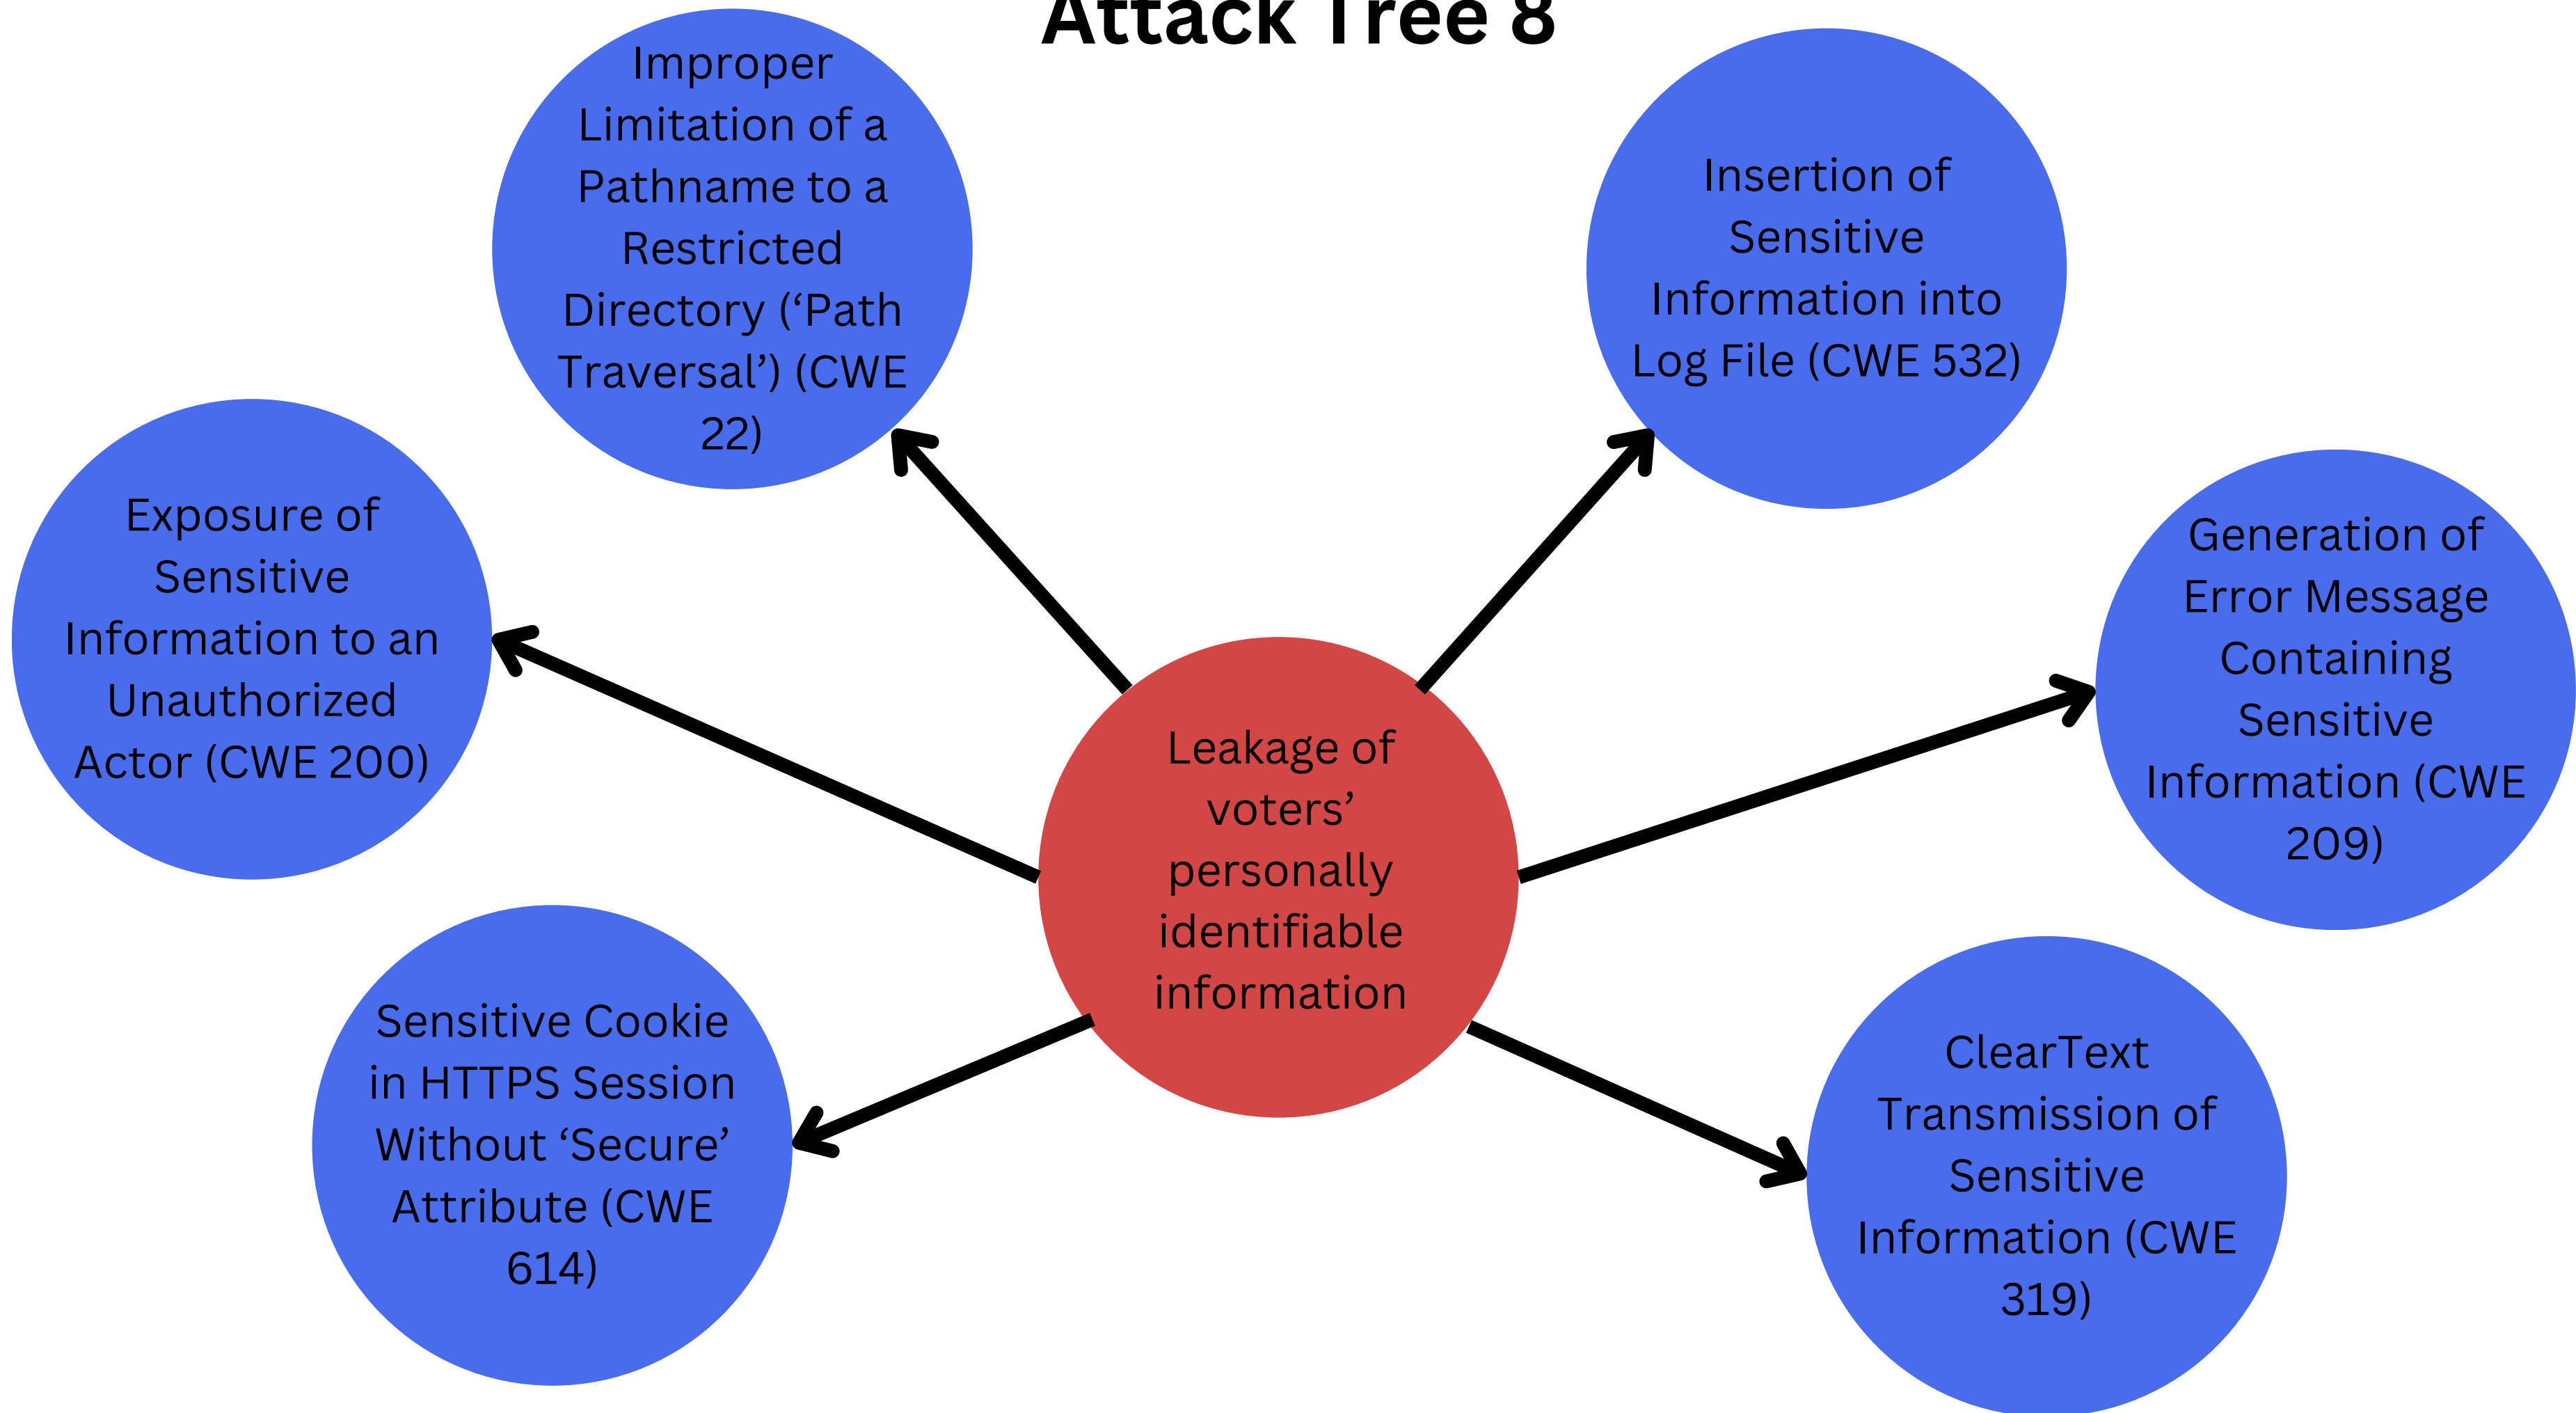 Attack Tree 8
Improper
Limitation of a
Pathname to a
Restricted
Directory (‘Path
Traversal’) (CWE
22)
Insertion of
Sensitive
Information into
Log File (CWE 532)
Exposure of
Sensitive
Information to an
Unauthorized
Actor (CWE 200)
Generation of
Error Message
Containing
Sensitive
Information (CWE
209)
Leakage of
voters’
personally
identifiable
information
Sensitive Cookie
in HTTPS Session
Without ‘Secure’
Attribute (CWE
614)
ClearText
Transmission of
Sensitive
Information (CWE
319)